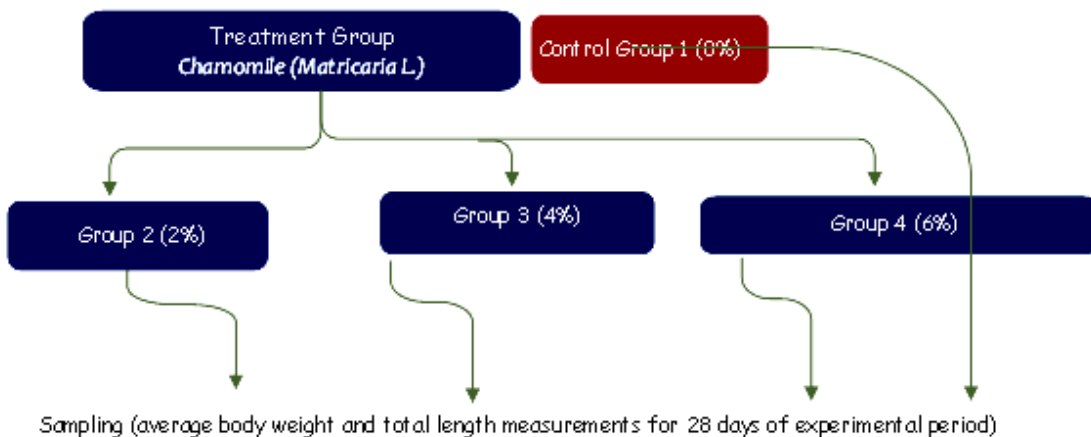 Treatment Group
Chamomile (Matricaria L.)
Control Group 1 (0%)
Group 2 (2%)
Group 3 (4%)
Group 4 (6%)
Sampling (average body weight and total length measurements for 28 days of experimental period)